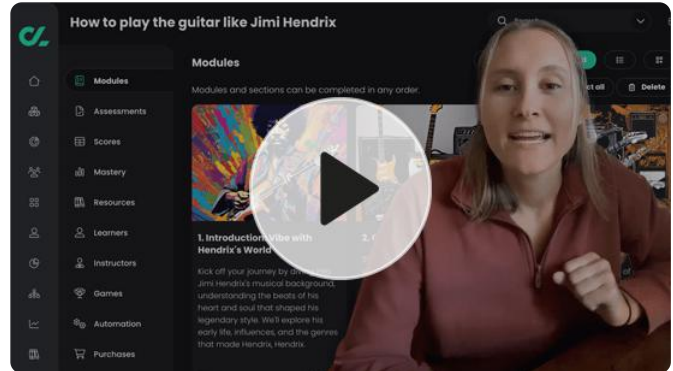 How to play the guitar like Jimi Hendrix
Modules
Assessments
Scores
Mastery
Resources
Learners
Instructors
Games
Automation
Purchases
Modules
Modules and sections can be completed in any order.
Delete
1. Introduction: Vibe with
Hendrix's World
2.
Kick off your journey by diving into
Jimi Hendrix's musical background,
understanding the beats of his
heart and soul that shaped his
legendary style. We'll explore his
early life, influences, and the genres
that made Hendrix, Hendrix.